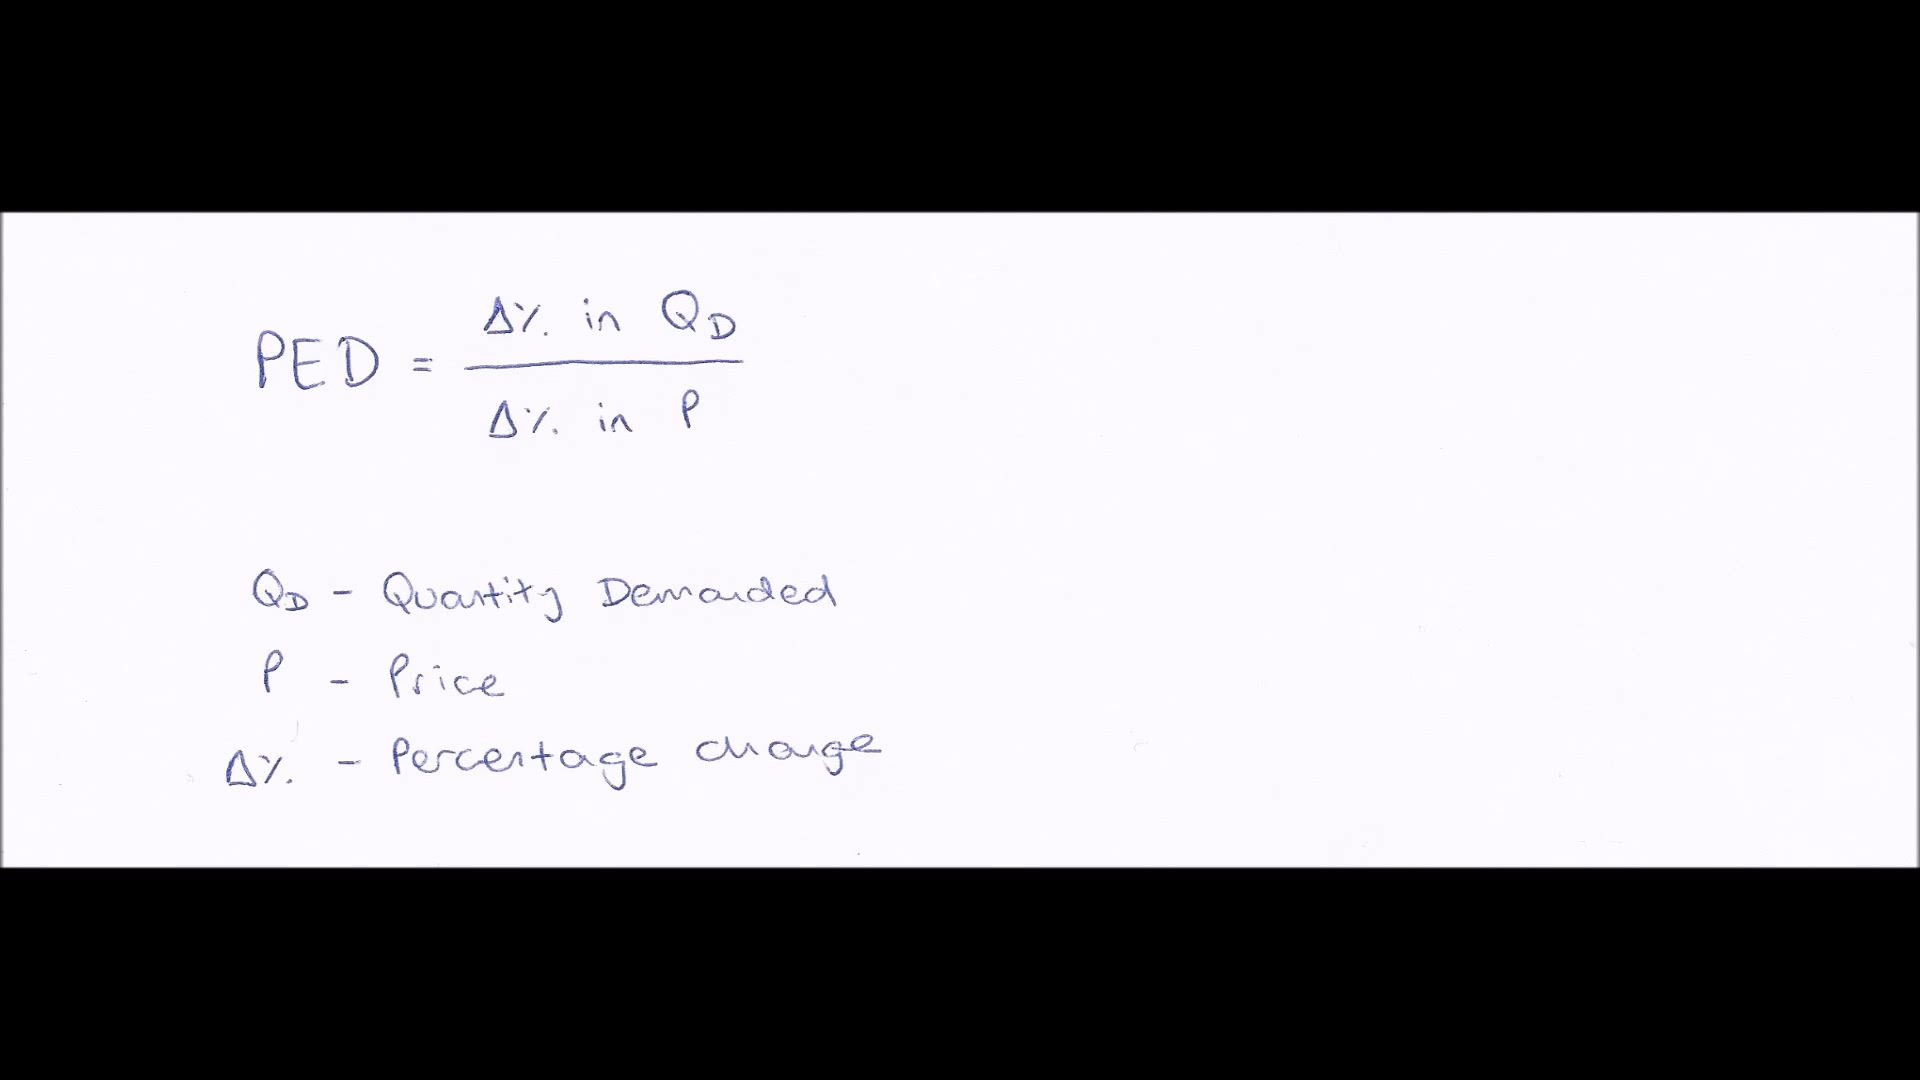 PED = Δ% in QD / Δ% in P
QD - Quantity Demanded
P - Price
Δ% - Percentage change